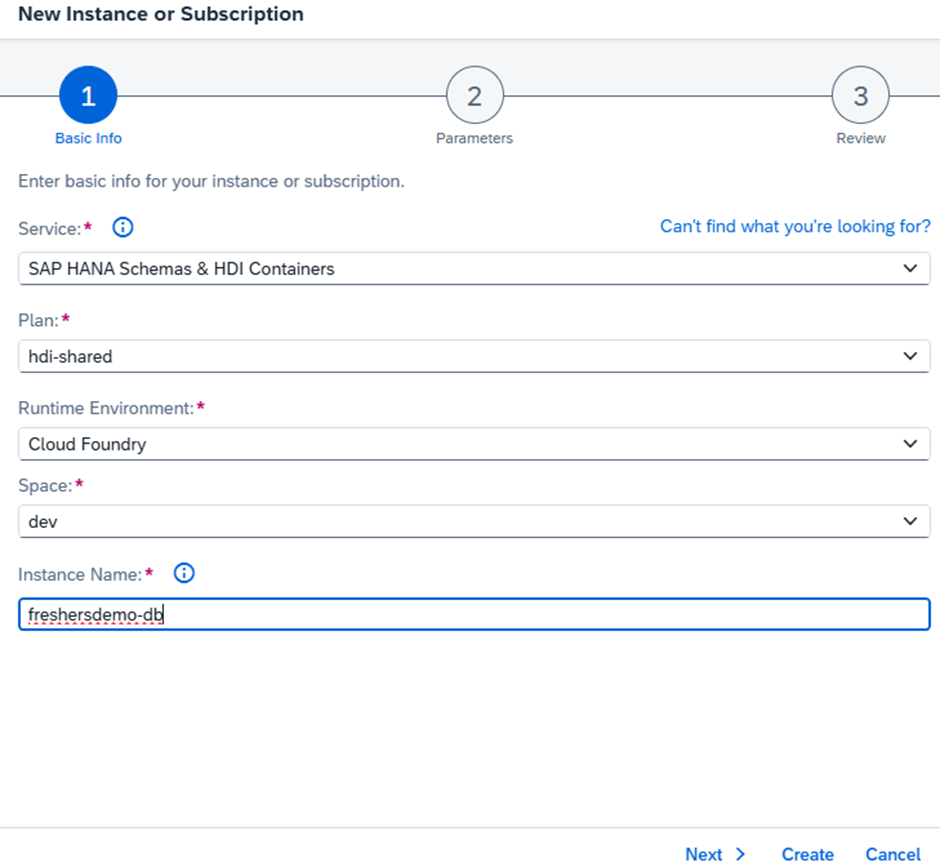 New Instance or Subscription
1 2 3
Basic Info Parameters Review
Enter basic info for your instance or subscription.
Service:* Can't find what you're looking for?
SAP HANA Schemas & HDI Containers
Plan:*
hdi-shared
Runtime Environment:*
Cloud Foundry
Space:*
dev
Instance Name:*
freshersdemo-db
Next Create Cancel